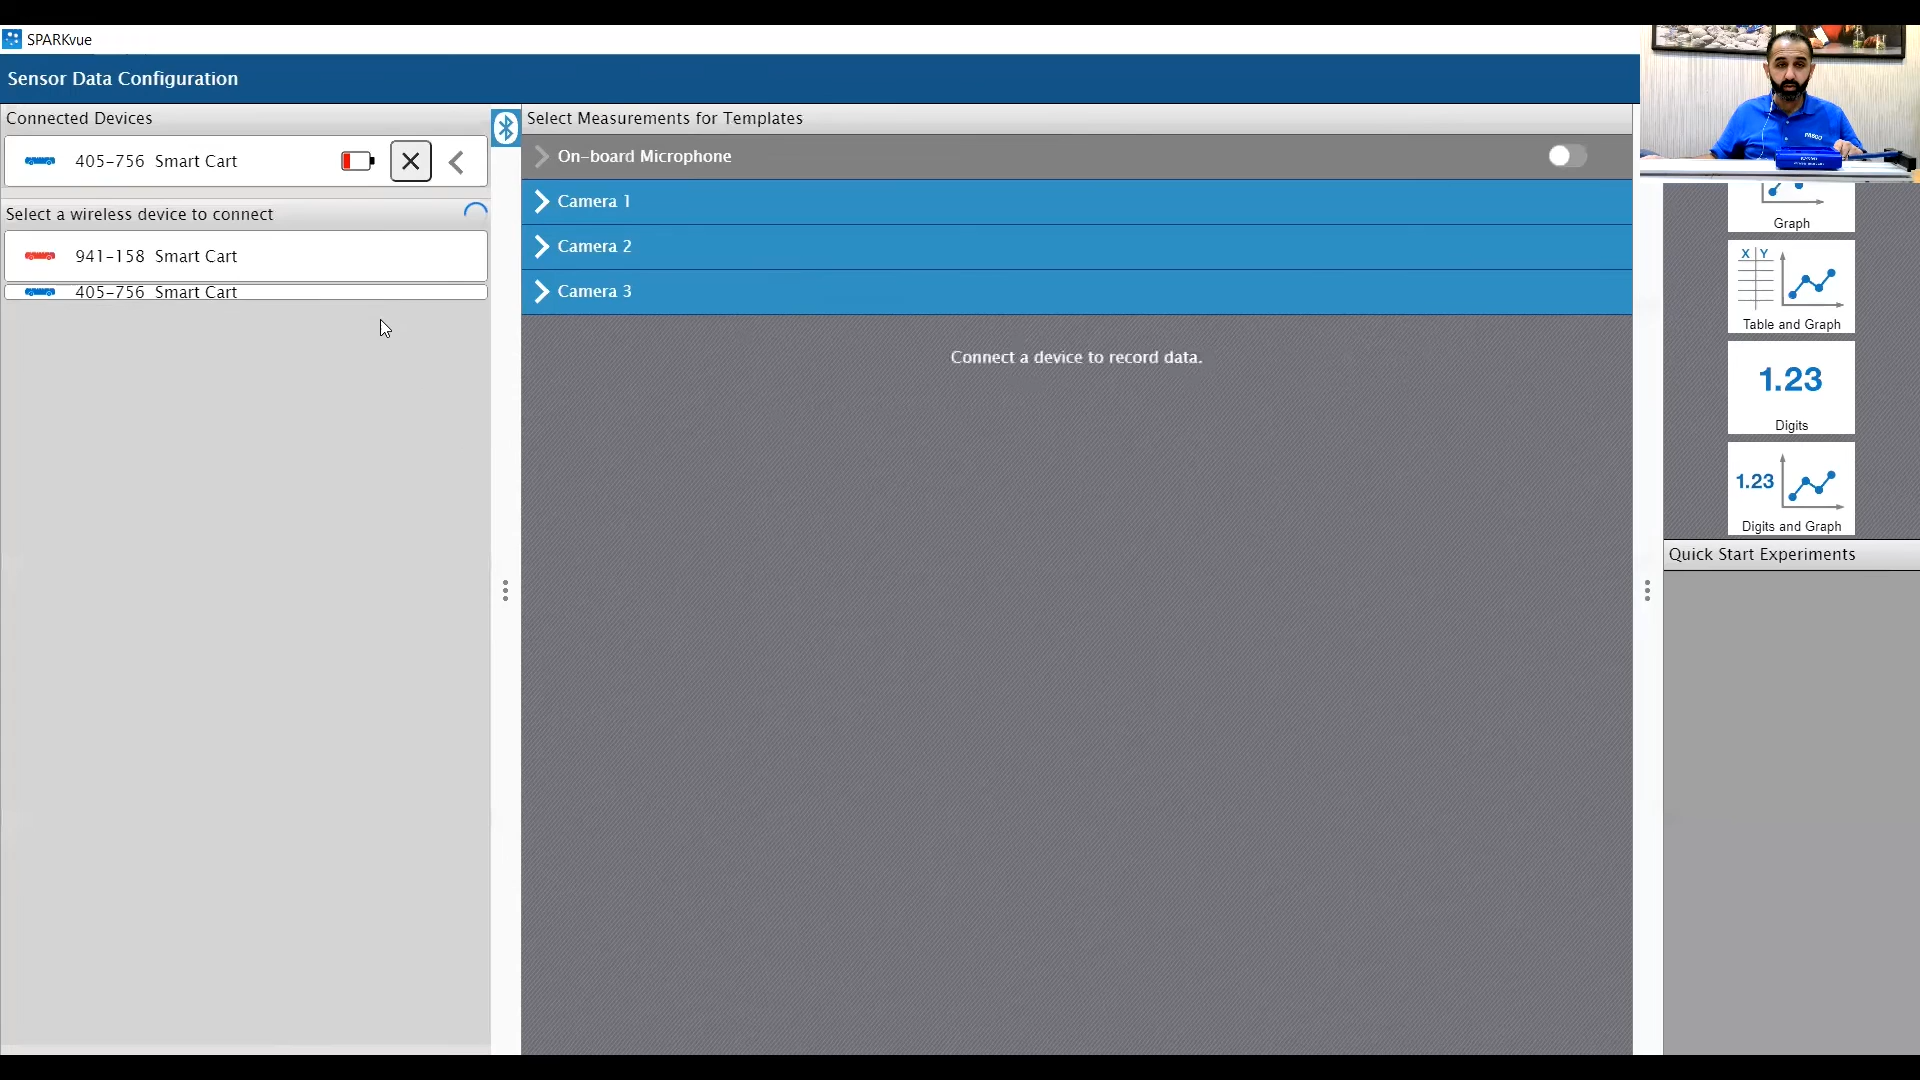 SPARKvue
Sensor Data Configuration
Connected Devices
405-756 Smart Cart
Select a wireless device to connect
941-158 Smart Cart
405-756 Smart Cart
Select Measurements for Templates
On-board Microphone
Camera 1
Camera 2
Camera 3
Connect a device to record data.
PASCO
Graph
X Y
Table and Graph
1.23
Digits
1.23
Digits and Graph
Quick Start Experiments